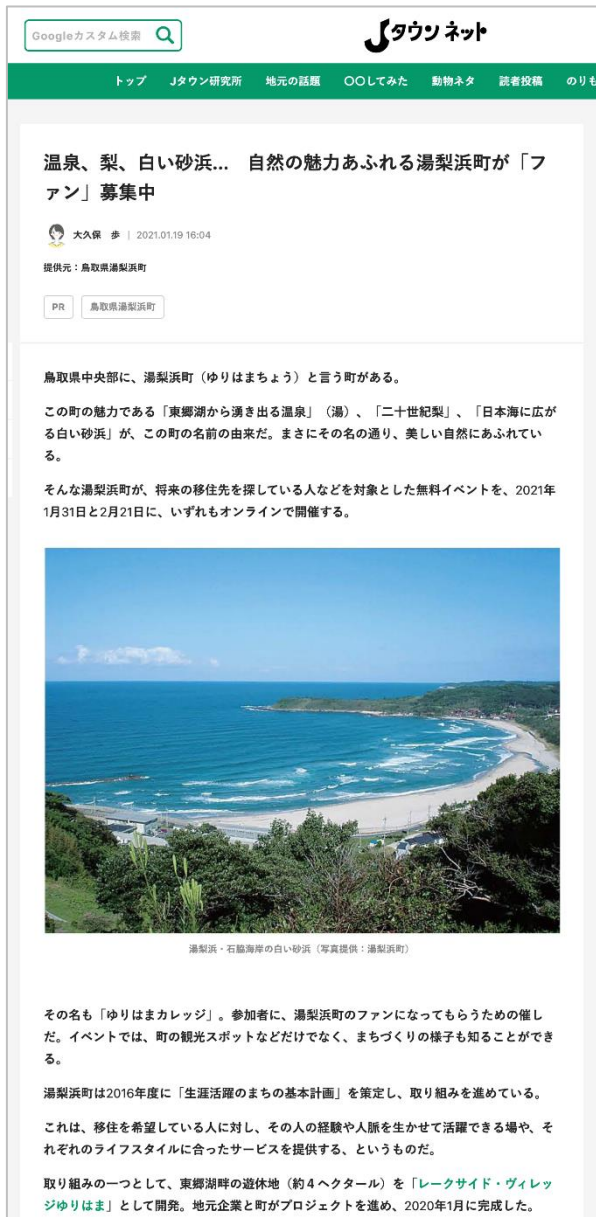 Googleカスタム検索
Jタウンネット
トップ Jタウン研究所 地元の話題 〇〇してみた 動物ネタ 読者投稿 のりも
温泉、梨、白い砂浜... 自然の魅力あふれる湯梨浜町が「フ
ァン」募集中
大久保 歩 | 2021.01.19 16:04
提供元：鳥取県湯梨浜町
PR 鳥取県湯梨浜町
鳥取県中央部に、湯梨浜町（ゆりはまちょう）と言う町がある。
この町の魅力である「東郷湖から湧き出る温泉」（湯）、「二十世紀梨」、「日本海に広が
る白い砂浜」が、この町の名前の由来だ。まさにその名の通り、美しい自然にあふれてい
る。
そんな湯梨浜町が、将来の移住先を探している人などを対象とした無料イベントを、2021年
1月31日と2月21日に、いずれもオンラインで開催する。
湯梨浜・石脇海岸の白い砂浜（写真提供：湯梨浜町）
その名も「ゆりはまカレッジ」。参加者に、湯梨浜町のファンになってもらうための催し
だ。イベントでは、町の観光スポットなどだけでなく、まちづくりの様子も知ることができ
る。
湯梨浜町は2016年度に「生涯活躍のまちの基本計画」を策定し、取り組みを進めている。
これは、移住を希望している人に対し、その人の経験や人脈を生かせて活躍できる場や、そ
れぞれのライフスタイルに合ったサービスを提供する、というものだ。
取り組みの一つとして、東郷湖畔の遊休地（約４ヘクタール）を「レークサイド・ヴィレッ
ジゆりはま」として開発。地元企業と町がプロジェクトを進め、2020年1月に完成した。